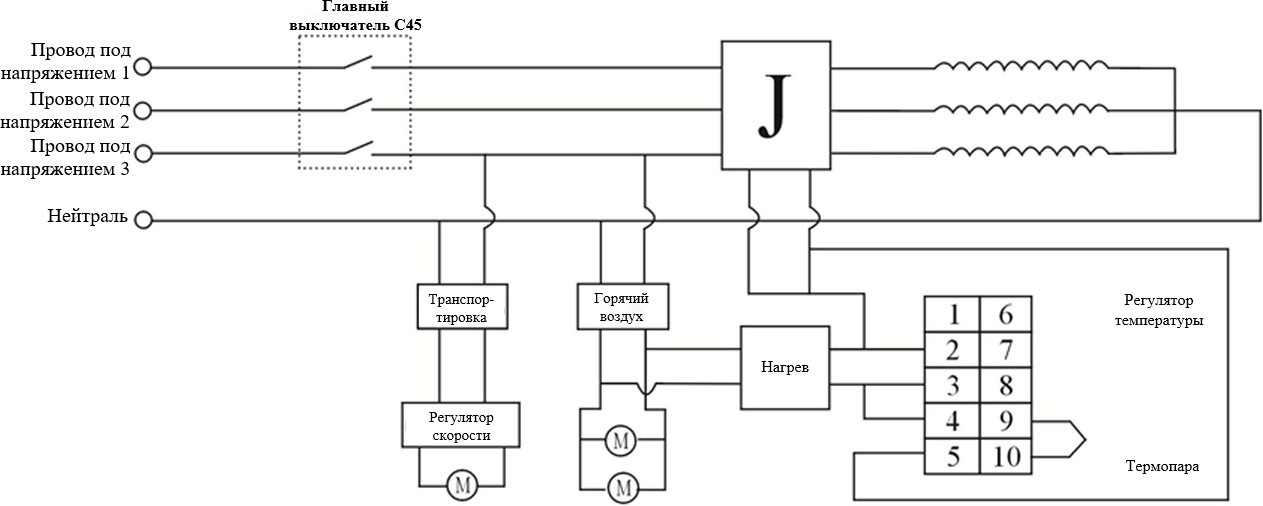 Главный
выключатель C45
Провод под
напряжением 1
Провод под
напряжением 2
Провод под
напряжением 3
Нейтраль
J
Транспор-
тировка
Горячий
воздух
Регулятор
скорости
Нагрев
M
M
M
1 6
2 7
3 8
4 9
5 10
Регулятор
температуры
Термопара